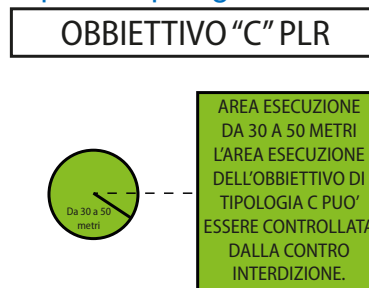 OBBIETTIVO "C" PLR
AREA ESECUZIONE
DA 30 A 50 METRI
L'AREA ESECUZIONE
DELL'OBBIETTIVO DI
TIPOLOGIA C PUO'
ESSERE CONTROLLATA
DALLA CONTRO
INTERDIZIONE.
Da 30 a 50
metri